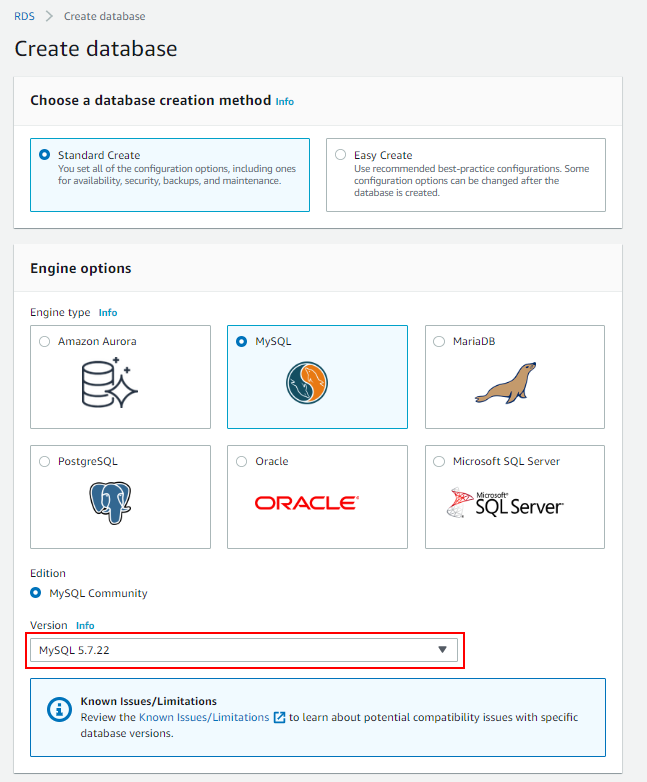 RDS > Create database
Create database
Choose a database creation method Info
Standard Create
You set all of the configuration options, including ones
for availability, security, backups, and maintenance.
Easy Create
Use recommended best-practice configurations. Some
configuration options can be changed after the
database is created.
Engine options
Engine type Info
Amazon Aurora
MySQL
MariaDB
PostgreSQL
Oracle
ORACLE®
Microsoft SQL Server
Microsoft®
SQL Server
Edition
MySQL Community
Version Info
MySQL 5.7.22
Known Issues/Limitations
Review the Known Issues/Limitations to learn about potential compatibility issues with specific
database versions.